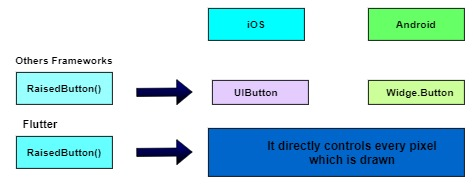 iOS
Android
Others Frameworks
RaisedButton()
UIButton
Widge.Button
Flutter
RaisedButton()
It directly controls every pixel
which is drawn